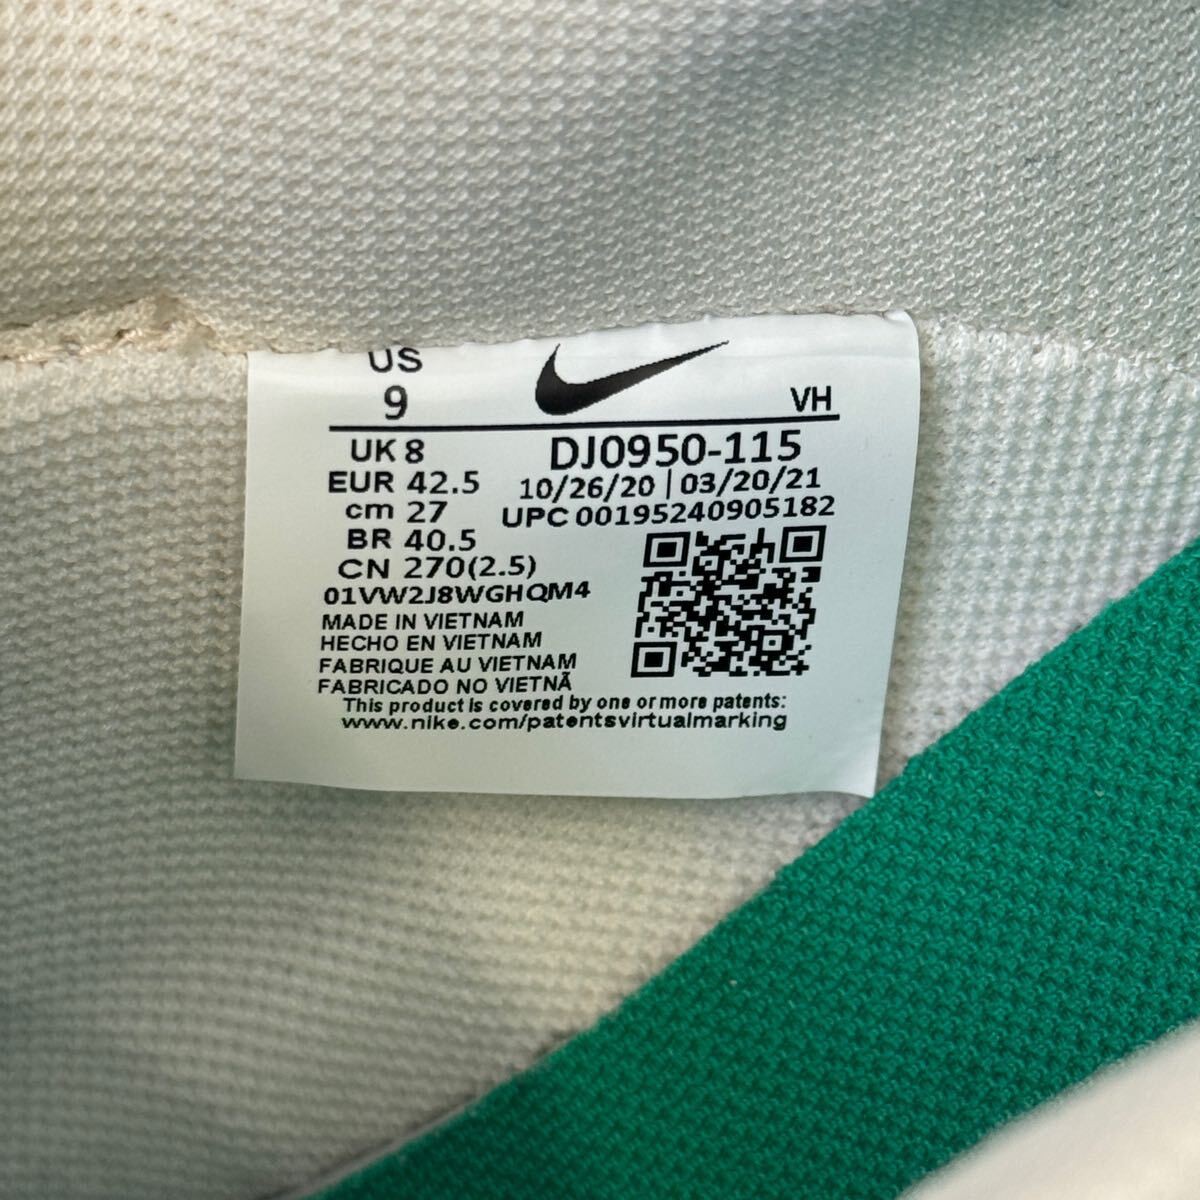 US
9
VH
UK 8
DJ0950-115
EUR 42.5
10/26/20 | 03/20/21
cm 27
UPC 00195240905182
BR 40.5
CN 270(2.5)
01VW2J8WGHQM4
MADE IN VIETNAM
HECHO EN VIETNAM
FABRIQUE AU VIETNAM
FABRICADO NO VIETNÃ
This product is covered by one or more patents:
www.nike.com/patentsvirtualmarking